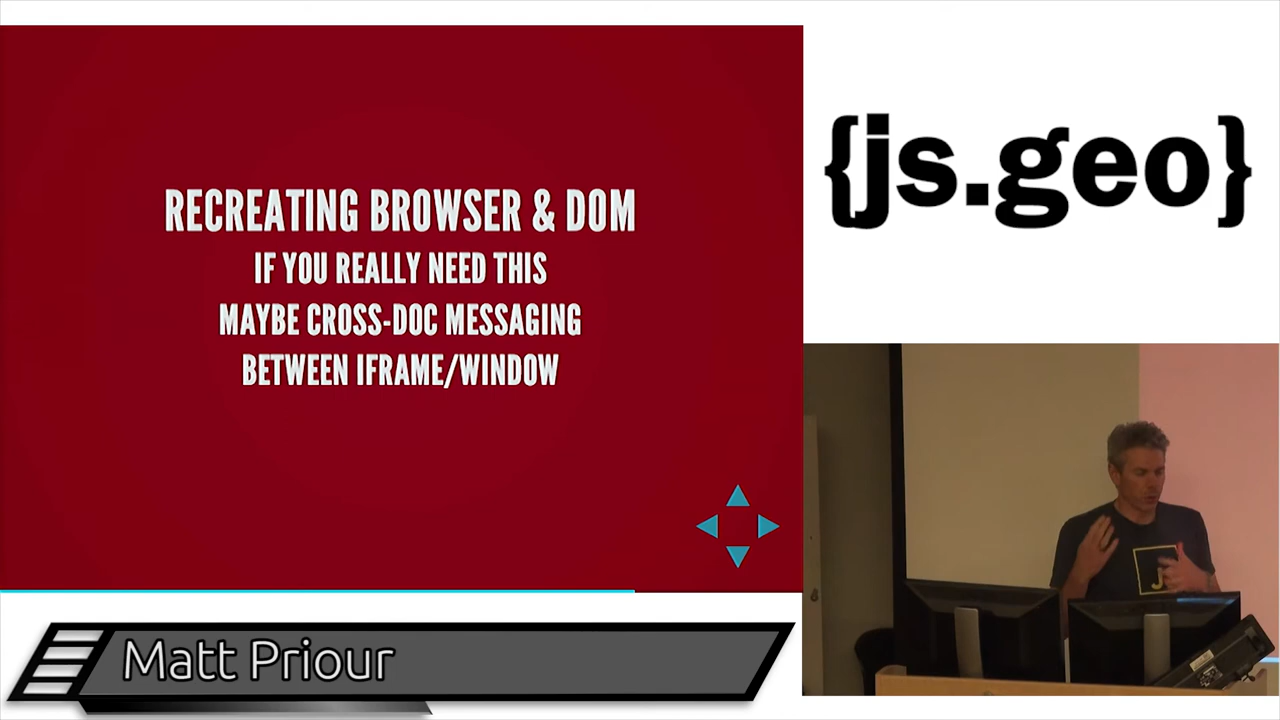 RECREATING BROWSER & DOM
IF YOU REALLY NEED THIS
MAYBE CROSS-DOC MESSAGING
BETWEEN IFRAME/WINDOW
{js.geo}
J
Matt Priour